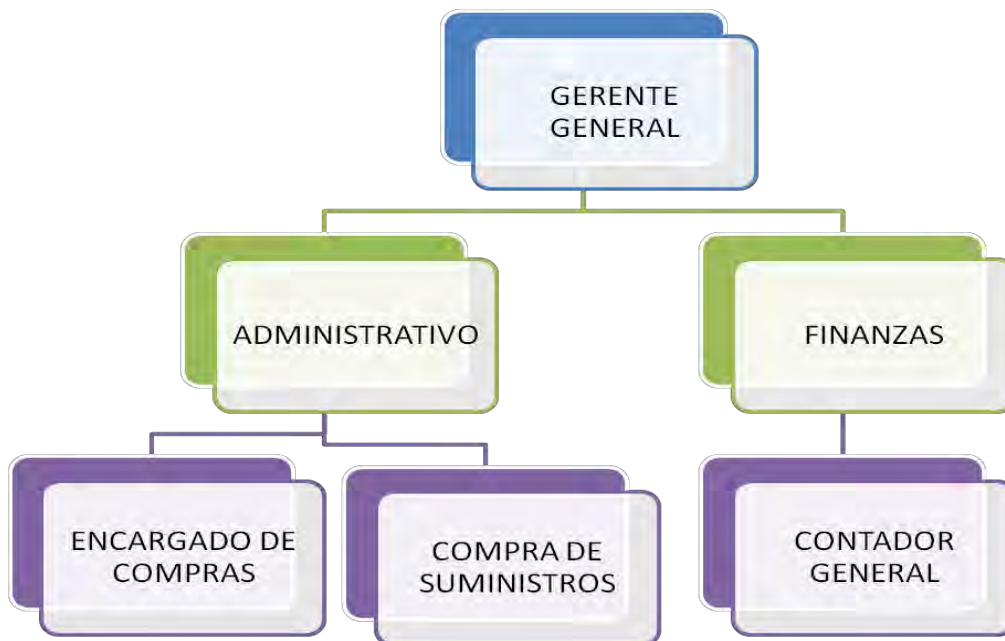 GERENTE
GENERAL
ADMINISTRATIVO
FINANZAS
ENCARGADO DE
COMPRAS
COMPRA DE
SUMINISTROS
CONTADOR
GENERAL